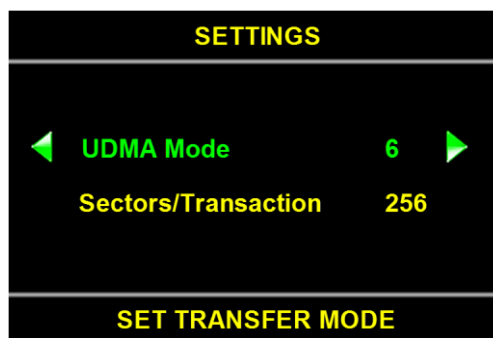 SETTINGS
UDMA Mode 6
Sectors/Transaction 256
SET TRANSFER MODE